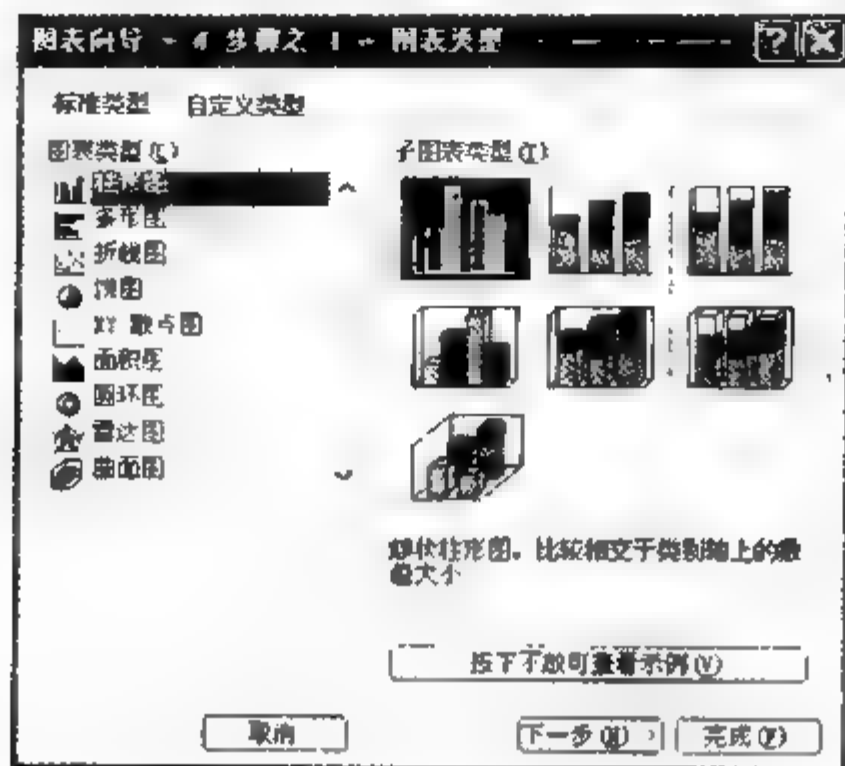 图表向导 - 4 步骤之 1 - 图表类型
标准类型 自定义类型
图表类型(C)
柱形图
条形图
折线图
饼图
XY 散点图
面积图
圆环图
雷达图
曲面图
子图表类型(T)
簇状柱形图。比较相交于类别轴上的数
值大小
按下不放可查看示例(V)
取消
下一步(N) >
完成(F)